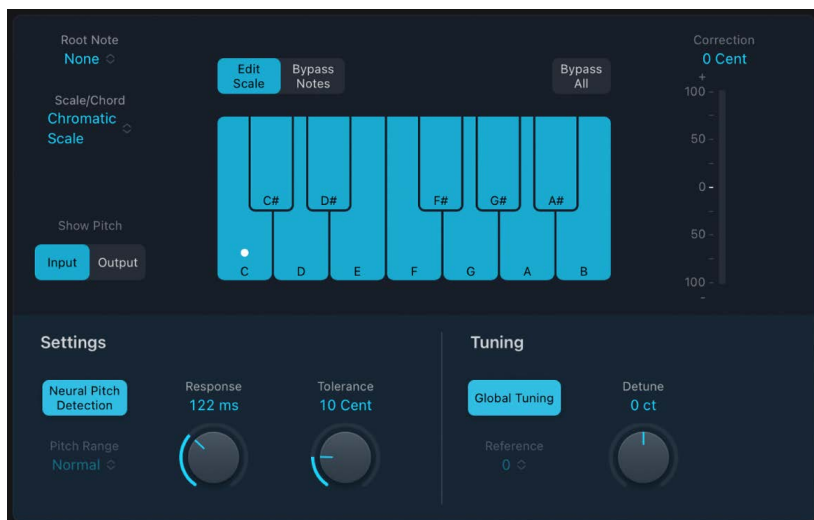 Root Note
None
Scale/Chord
Chromatic
Scale
Show Pitch
Input Output
Edit
Scale
Bypass
Notes
Bypass
All
C# D# F# G# A#
C D E F G A B
Correction
0 Cent
+
100
50
0
50
100
-
Settings
Neural Pitch
Detection
Pitch Range
Normal
Response
122 ms
Tolerance
10 Cent
Tuning
Global Tuning
Reference
0
Detune
0 ct